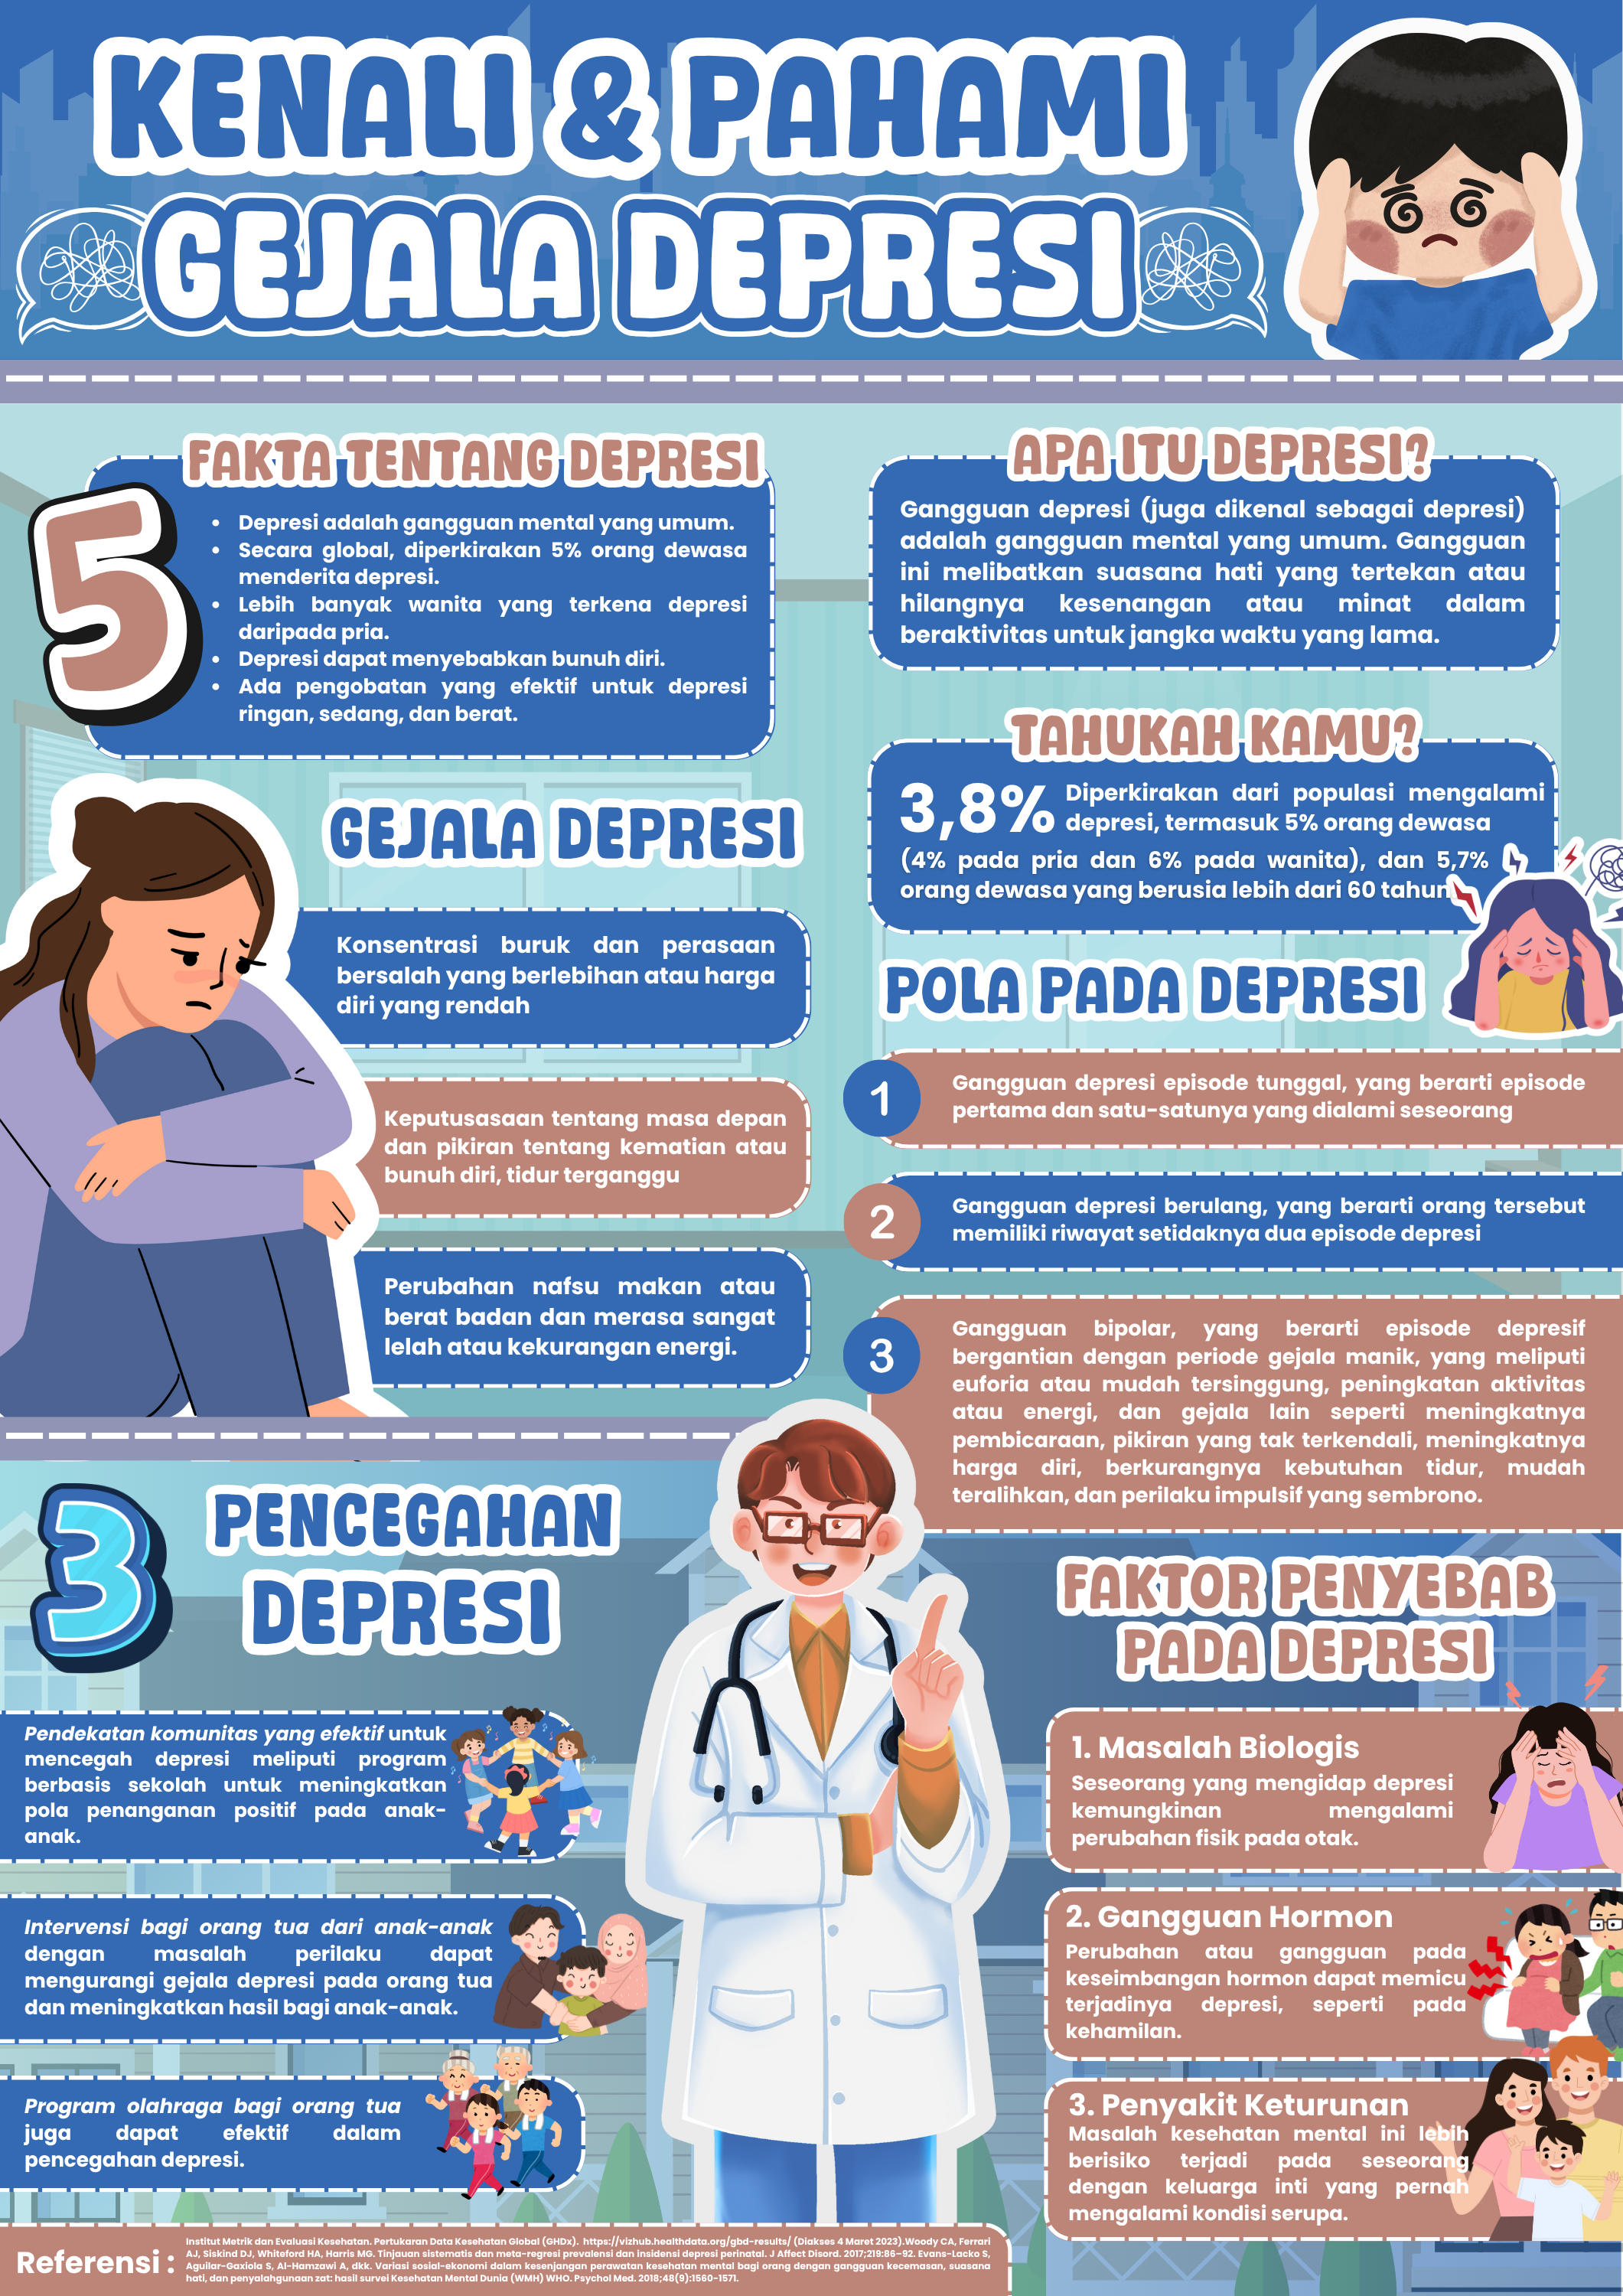 KENALI & PAHAMI
GEJALA DEPRESI
5
FAKTA TENTANG DEPRESI
• Depresi adalah gangguan mental yang umum.
• Secara global, diperkirakan 5% orang dewasa
menderita depresi.
• Lebih banyak wanita yang terkena depresi
daripada pria.
• Depresi dapat menyebabkan bunuh diri.
• Ada pengobatan yang efektif untuk depresi
ringan, sedang, dan berat.
APA ITU DEPRESI?
Gangguan depresi (juga dikenal sebagai depresi)
adalah gangguan mental yang umum. Gangguan
ini melibatkan suasana hati yang tertekan atau
hilangnya kesenangan atau minat dalam
beraktivitas untuk jangka waktu yang lama.
TAHUKAH KAMU?
3,8% Diperkirakan dari populasi mengalami
depresi, termasuk 5% orang dewasa
(4% pada pria dan 6% pada wanita), dan 5,7%
orang dewasa yang berusia lebih dari 60 tahun
GEJALA DEPRESI
Konsentrasi buruk dan perasaan
bersalah yang berlebihan atau harga
diri yang rendah
Keputusasaan tentang masa depan
dan pikiran tentang kematian atau
bunuh diri, tidur terganggu
Perubahan nafsu makan atau
berat badan dan merasa sangat
lelah atau kekurangan energi.
POLA PADA DEPRESI
1
Gangguan depresi episode tunggal, yang berarti episode
pertama dan satu-satunya yang dialami seseorang
2
Gangguan depresi berulang, yang berarti orang tersebut
memiliki riwayat setidaknya dua episode depresi
3
Gangguan bipolar, yang berarti episode depresif
bergantian dengan periode gejala manik, yang meliputi
euforia atau mudah tersinggung, peningkatan aktivitas
atau energi, dan gejala lain seperti meningkatnya
pembicaraan, pikiran yang tak terkendali, meningkatnya
harga diri, berkurangnya kebutuhan tidur, mudah
teralihkan, dan perilaku impulsif yang sembrono.
3
PENCEGAHAN
DEPRESI
Pendekatan komunitas yang efektif untuk
mencegah depresi meliputi program
berbasis sekolah untuk meningkatkan
pola penanganan positif pada anak-
anak.
Intervensi bagi orang tua dari anak-anak
dengan masalah perilaku dapat
mengurangi gejala depresi pada orang tua
dan meningkatkan hasil bagi anak-anak.
Program olahraga bagi orang tua
juga dapat efektif dalam
pencegahan depresi.
FAKTOR PENYEBAB
PADA DEPRESI
1. Masalah Biologis
Seseorang yang mengidap depresi
kemungkinan mengalami
perubahan fisik pada otak.
2. Gangguan Hormon
Perubahan atau gangguan pada
keseimbangan hormon dapat memicu
terjadinya depresi, seperti pada
kehamilan.
3. Penyakit Keturunan
Masalah kesehatan mental ini lebih
berisiko terjadi pada seseorang
dengan keluarga inti yang pernah
mengalami kondisi serupa.
Referensi :
Institut Metrik dan Evaluasi Kesehatan. Pertukaran Data Kesehatan Global (GHDx). https://vizhub.healthdata.org/gbd-results/ (Diakses 4 Maret 2023).Woody CA, Ferrari
AJ, Siskind DJ, Whiteford HA, Harris MG. Tinjauan sistematis dan meta-regresi prevalensi dan insidensi depresi perinatal. J Affect Disord. 2017;219:86–92. Evans-Lacko S,
Aguilar-Gaxiola S, Al-Hamzawi A, dkk. Variasi sosial-ekonomi dalam kesenjangan perawatan kesehatan mental bagi orang dengan gangguan kecemasan, suasana
hati, dan penyalahgunaan zat: hasil survei Kesehatan Mental Dunia (WMH) WHO. Psychol Med. 2018;48(9):1560-1571.